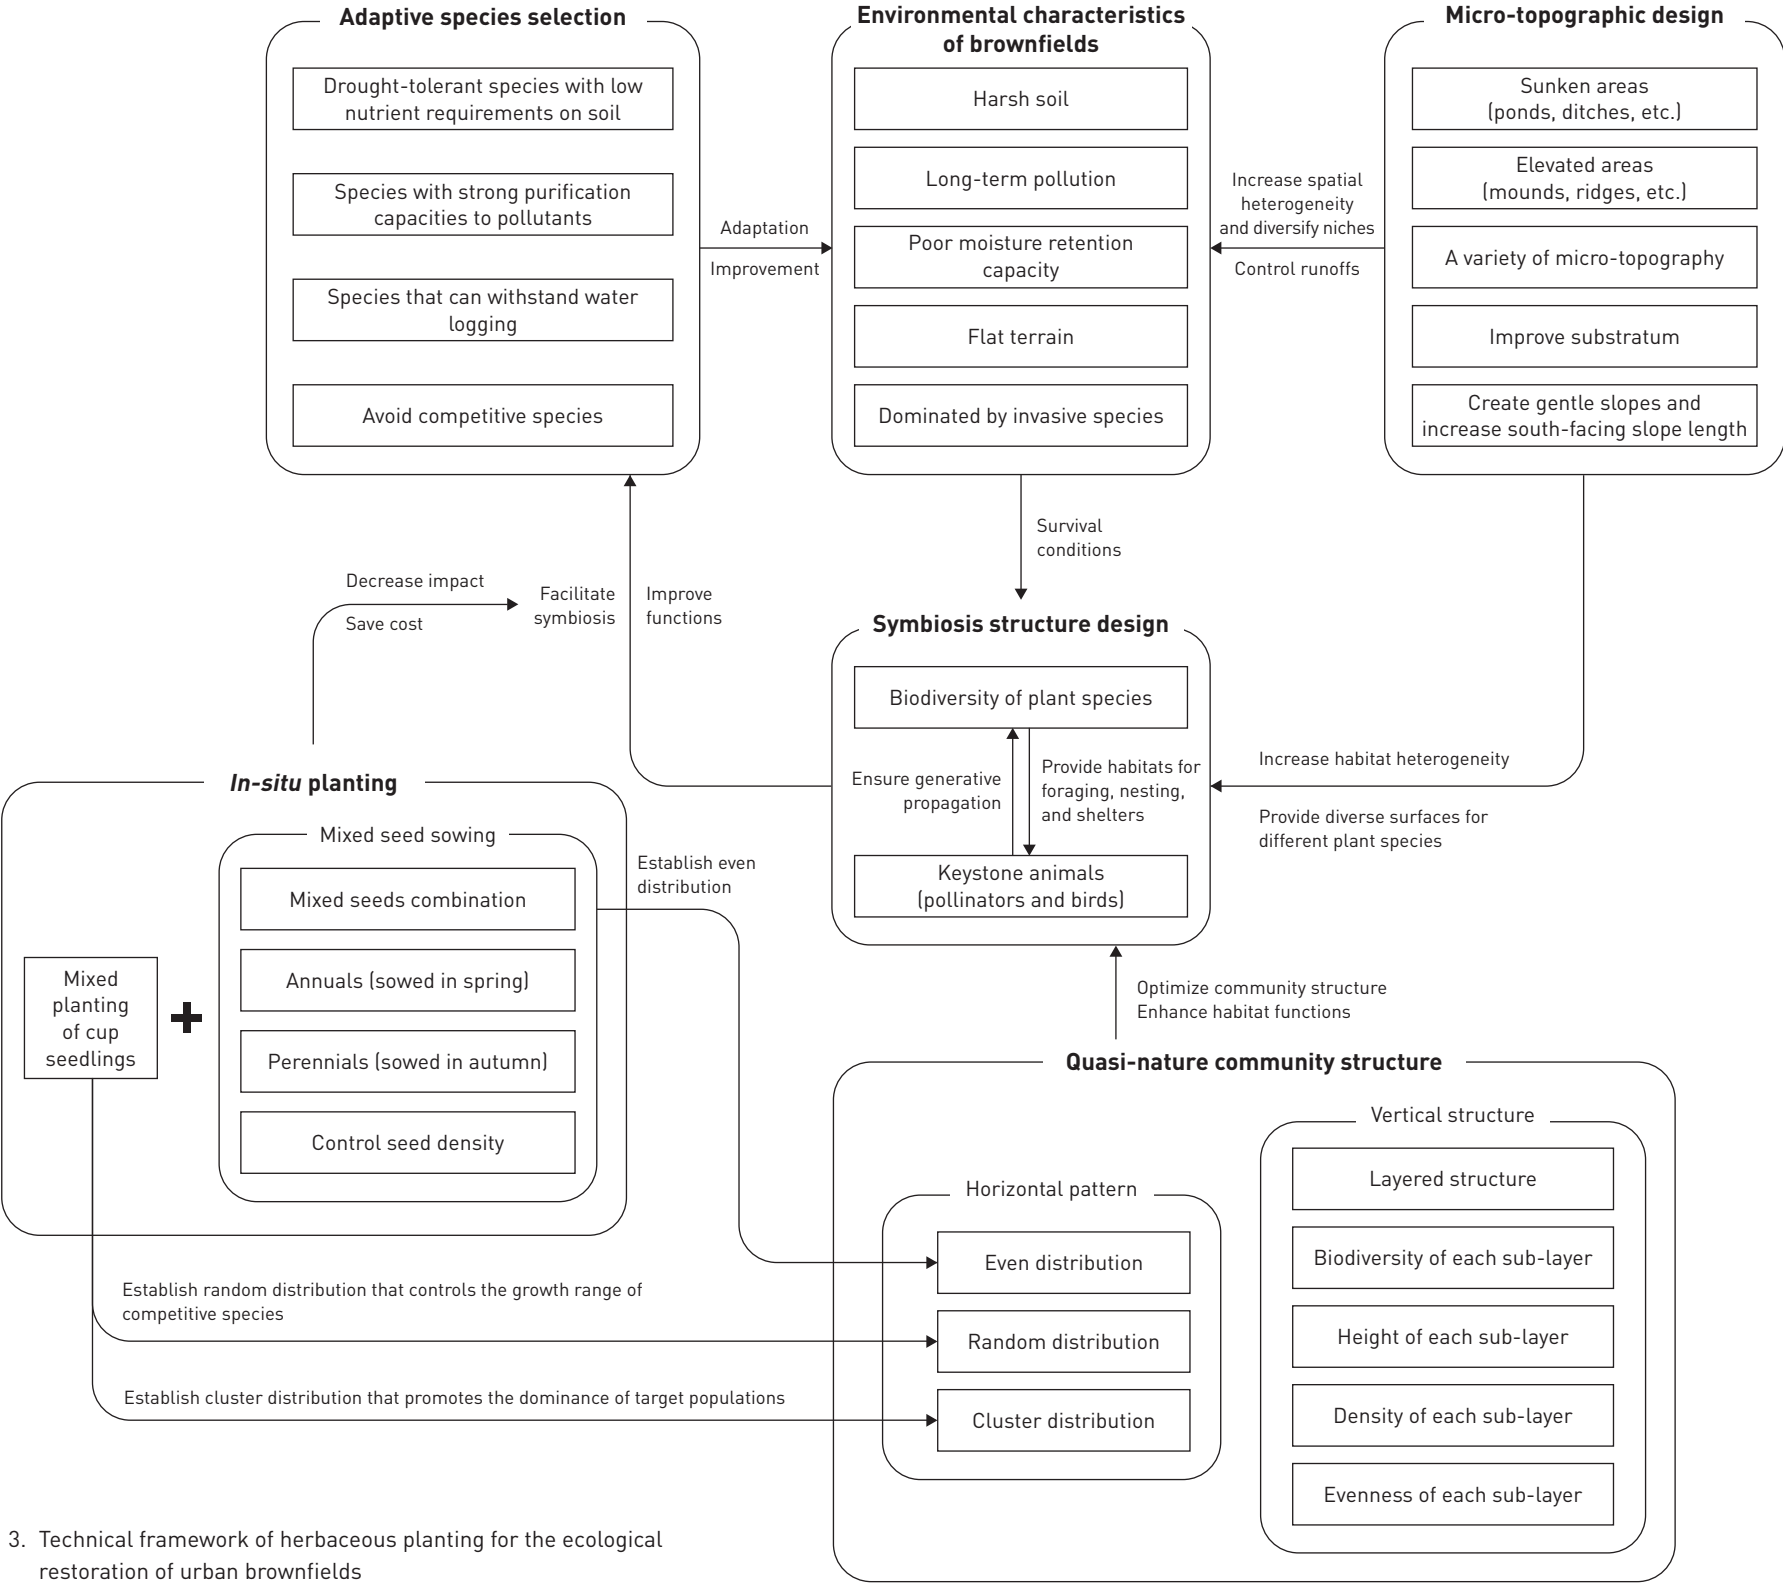 Adaptive species selection
Drought-tolerant species with low
nutrient requirements on soil
Species with strong purification
capacities to pollutants
Species that can withstand water
logging
Avoid competitive species
Adaptation
Improvement
Environmental characteristics
of brownfields
Harsh soil
Long-term pollution
Poor moisture retention
capacity
Flat terrain
Dominated by invasive species
Increase spatial
heterogeneity
and diversify niches
Control runoffs
Micro-topographic design
Sunken areas
(ponds, ditches, etc.)
Elevated areas
(mounds, ridges, etc.)
A variety of micro-topography
Improve substratum
Create gentle slopes and
increase south-facing slope length
Survival
conditions
Decrease impact
Save cost
Facilitate
symbiosis
Improve
functions
Symbiosis structure design
Biodiversity of plant species
Ensure generative
propagation
Provide habitats for
foraging, nesting,
and shelters
Keystone animals
(pollinators and birds)
Increase habitat heterogeneity
Provide diverse surfaces for
different plant species
In-situ planting
Mixed seed sowing
Mixed seeds combination
Annuals (sowed in spring)
Perennials (sowed in autumn)
Control seed density
Mixed
planting
of cup
seedlings
Establish even
distribution
Optimize community structure
Enhance habitat functions
Quasi-nature community structure
Horizontal pattern
Even distribution
Random distribution
Cluster distribution
Vertical structure
Layered structure
Biodiversity of each sub-layer
Height of each sub-layer
Density of each sub-layer
Evenness of each sub-layer
Establish random distribution that controls the growth range of
competitive species
Establish cluster distribution that promotes the dominance of target populations
3. Technical framework of herbaceous planting for the ecological
restoration of urban brownfields